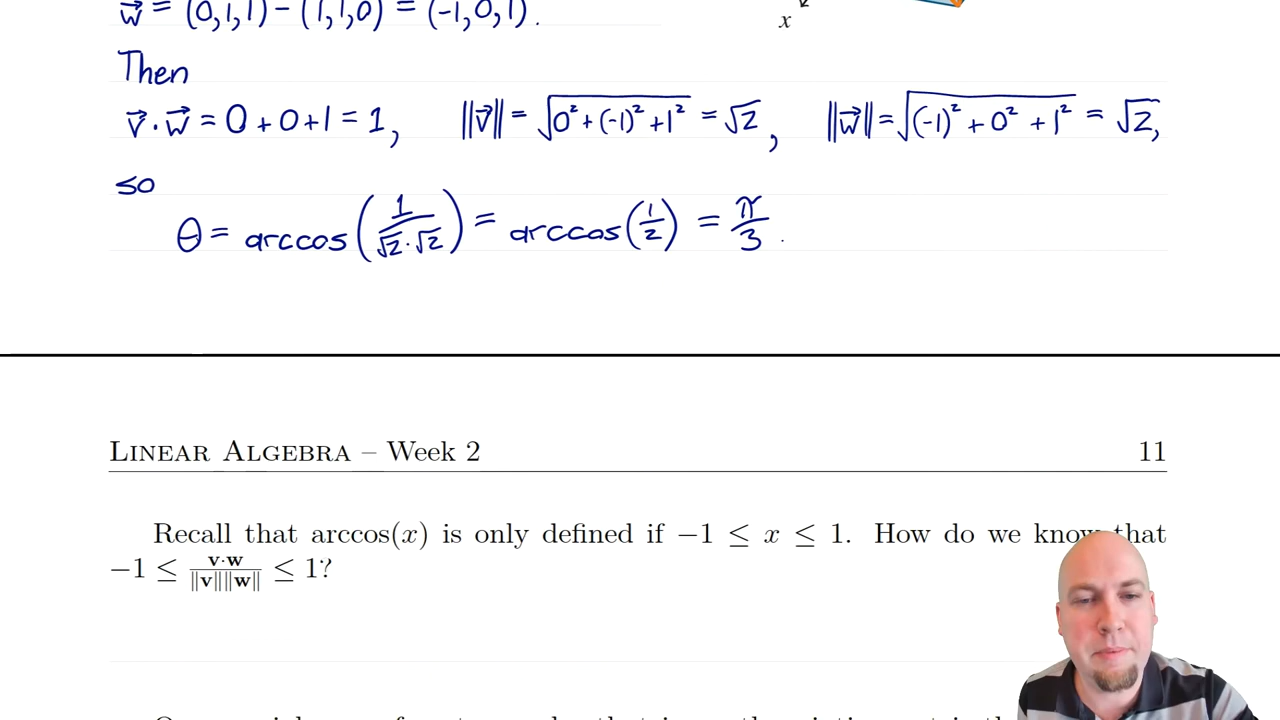 w⃗ = (0,1,1) - (1,1,0) = (-1,0,1).
x
Then
v⃗ · w⃗ = 0 + 0 + 1 = 1, ||v⃗|| = √(0² + (-1)² + 1²) = √2, ||w⃗|| = √((-1)² + 0² + 1²) = √2,
so
θ = arccos(1/(√2·√2)) = arccos(1/2) = π/3.
LINEAR ALGEBRA – Week 2 11
Recall that arccos(x) is only defined if −1 ≤ x ≤ 1. How do we know that
−1 ≤ v·w/(‖v‖‖w‖) ≤ 1?